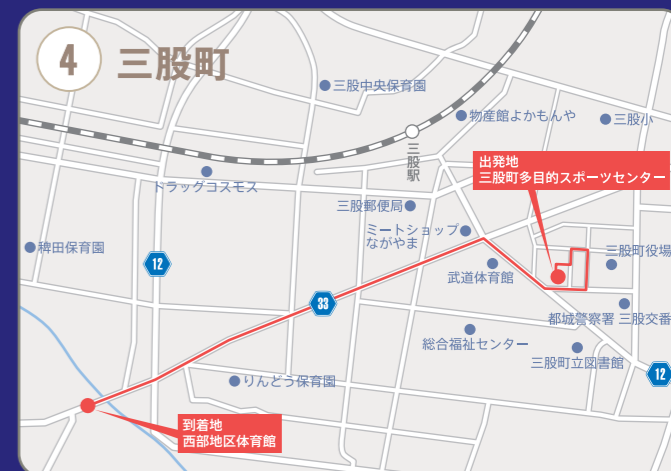 4 三股町
三股中央保育園
物産館よかもんや
三股小
三股駅
出発地
三股町多目的スポーツセンター
ドラッグコスモス
三股郵便局
ミートショップ
ながやま
稗田保育園
三股町役場
12
武道体育館
33
都城警察署 三股交番
総合福祉センター
三股町立図書館
12
りんどう保育園
到着地
西部地区体育館